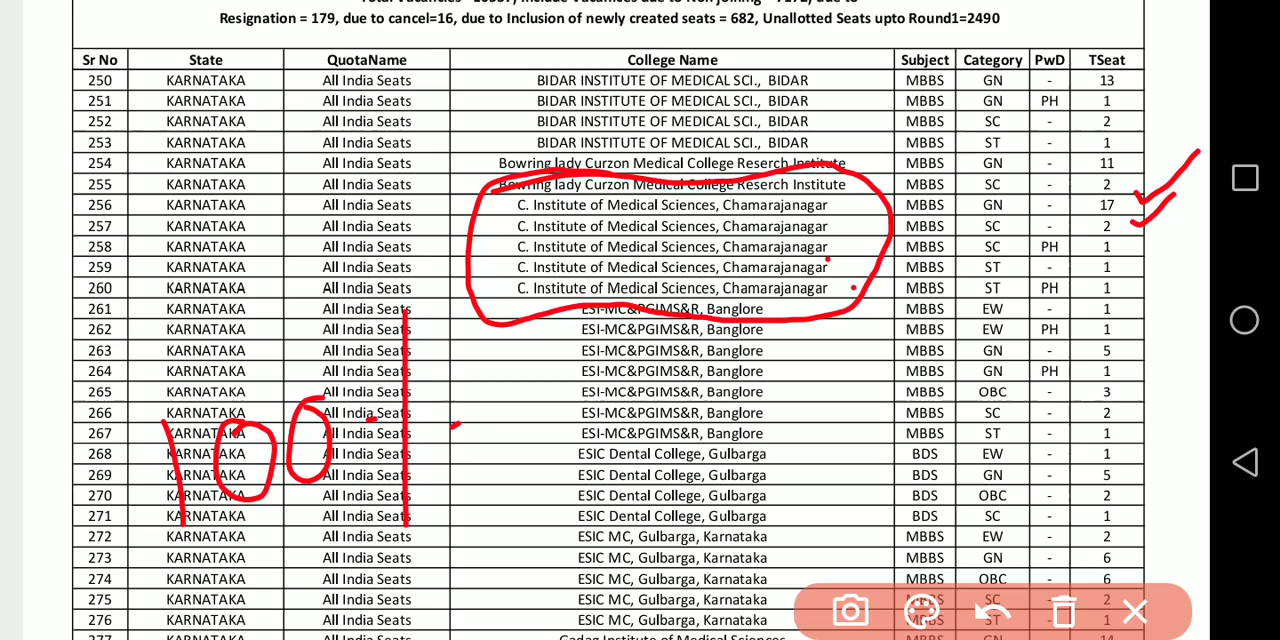 Resignation = 179, due to cancel=16, due to Inclusion of newly created seats = 682, Unallotted Seats upto Round1=2490
Sr No State QuotaName College Name Subject Category PwD TSeat
250 KARNATAKA All India Seats BIDAR INSTITUTE OF MEDICAL SCI., BIDAR MBBS GN - 13
251 KARNATAKA All India Seats BIDAR INSTITUTE OF MEDICAL SCI., BIDAR MBBS GN PH 1
252 KARNATAKA All India Seats BIDAR INSTITUTE OF MEDICAL SCI., BIDAR MBBS SC - 2
253 KARNATAKA All India Seats BIDAR INSTITUTE OF MEDICAL SCI., BIDAR MBBS ST - 1
254 KARNATAKA All India Seats Bowring lady Curzon Medical College Reserch Institute MBBS GN - 11
255 KARNATAKA All India Seats Bowring lady Curzon Medical College Reserch Institute MBBS SC - 2
256 KARNATAKA All India Seats C. Institute of Medical Sciences, Chamarajanagar MBBS GN - 17
257 KARNATAKA All India Seats C. Institute of Medical Sciences, Chamarajanagar MBBS SC - 2
258 KARNATAKA All India Seats C. Institute of Medical Sciences, Chamarajanagar MBBS SC PH 1
259 KARNATAKA All India Seats C. Institute of Medical Sciences, Chamarajanagar MBBS ST - 1
260 KARNATAKA All India Seats C. Institute of Medical Sciences, Chamarajanagar MBBS ST PH 1
261 KARNATAKA All India Seats ESI-MC&PGIMS&R, Banglore MBBS EW - 1
262 KARNATAKA All India Seats ESI-MC&PGIMS&R, Banglore MBBS EW PH 1
263 KARNATAKA All India Seats ESI-MC&PGIMS&R, Banglore MBBS GN - 5
264 KARNATAKA All India Seats ESI-MC&PGIMS&R, Banglore MBBS GN PH 1
265 KARNATAKA All India Seats ESI-MC&PGIMS&R, Banglore MBBS OBC - 3
266 KARNATAKA All India Seats ESI-MC&PGIMS&R, Banglore MBBS SC - 2
267 KARNATAKA All India Seats ESI-MC&PGIMS&R, Banglore MBBS ST - 1
268 KARNATAKA All India Seats ESIC Dental College, Gulbarga BDS EW - 1
269 KARNATAKA All India Seats ESIC Dental College, Gulbarga BDS GN - 5
270 KARNATAKA All India Seats ESIC Dental College, Gulbarga BDS OBC - 2
271 KARNATAKA All India Seats ESIC Dental College, Gulbarga BDS SC - 1
272 KARNATAKA All India Seats ESIC MC, Gulbarga, Karnataka MBBS EW - 2
273 KARNATAKA All India Seats ESIC MC, Gulbarga, Karnataka MBBS GN - 6
274 KARNATAKA All India Seats ESIC MC, Gulbarga, Karnataka MBBS OBC - 6
275 KARNATAKA All India Seats ESIC MC, Gulbarga, Karnataka MBBS SC - 2
276 KARNATAKA All India Seats ESIC MC, Gulbarga, Karnataka ST - 1